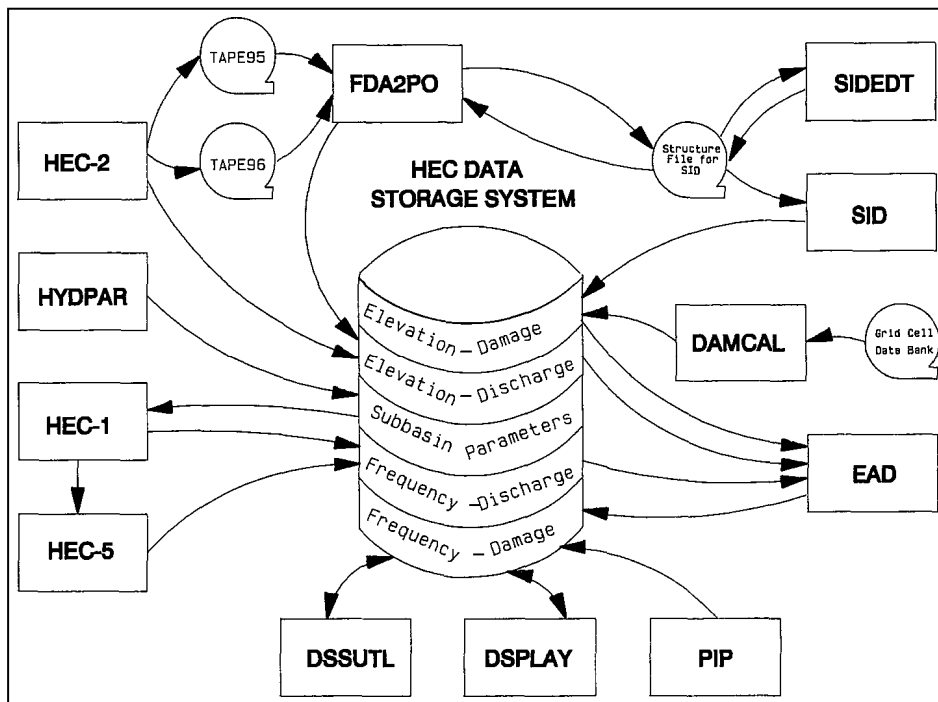 TAPE95
FDA2PO
SIDEDT
HEC-2
TAPE96
Structure
File for
SID
HEC DATA
STORAGE SYSTEM
SID
HYDPAR
Elevation-Damage
DAMCAL
Grid Cell
Data Bank
Elevation-Discharge
HEC-1
Subbasin Parameters
EAD
Frequency-Discharge
HEC-5
Frequency-Damage
DSSUTL
DSPLAY
PIP